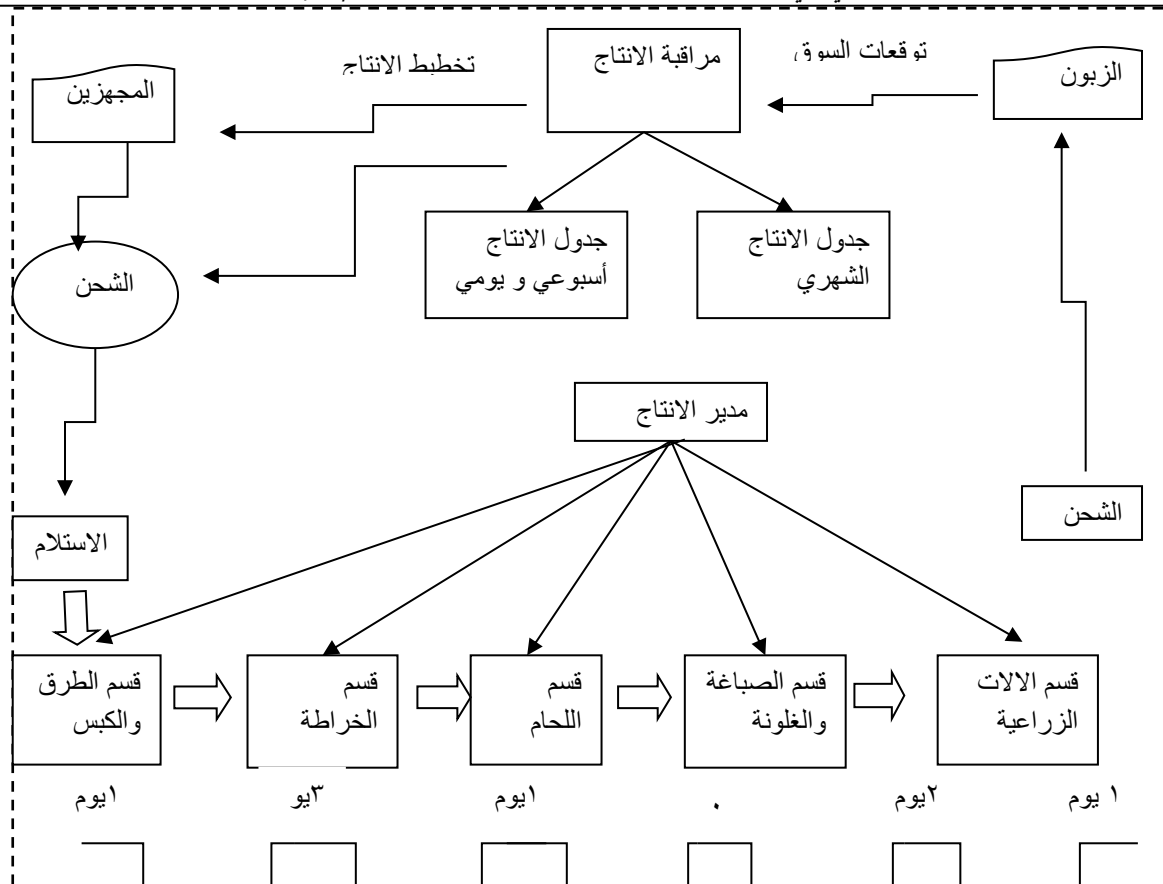 الزبون
توقعات السوق
مراقبة الانتاج
تخطيط الانتاج
المجهزين
جدول الانتاج
الشهري
جدول الانتاج
أسبوعي و يومي
الشحن
مدير الانتاج
الشحن
الاستلام
قسم الطرق
والكبس
قسم
الخراطة
قسم
اللحام
قسم الصباغة
والغلونة
قسم الالات
الزراعية
١يوم
٣يو
١يوم
٠
٢يوم
١ يوم